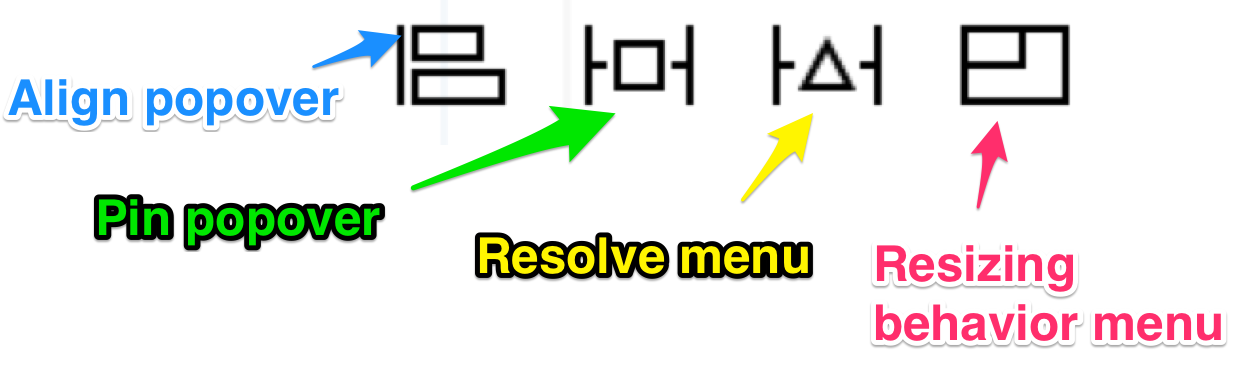 Align popover
Pin popover
Resolve menu
Resizing
behavior menu